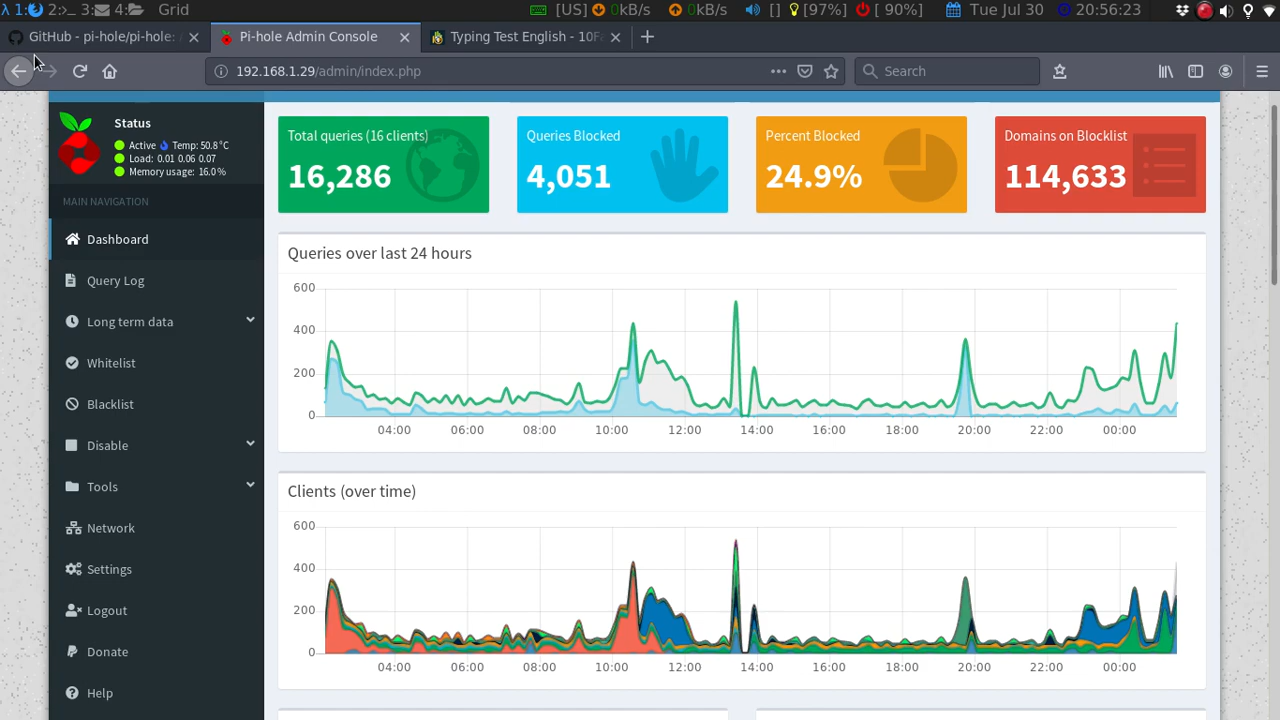 λ 1: 2:>_ 3: 4: Grid [US] 0kB/s 0kB/s [] [97%] [ 90%] Tue Jul 30 20:56:23
GitHub - pi-hole/pi-hole:
Pi-hole Admin Console
Typing Test English - 10F
192.168.1.29/admin/index.php
Search
Status
Active Temp: 50.8 °C
Load: 0.01 0.06 0.07
Memory usage: 16.0 %
MAIN NAVIGATION
Dashboard
Query Log
Long term data
Whitelist
Blacklist
Disable
Tools
Network
Settings
Logout
Donate
Help
Total queries (16 clients)
16,286
Queries Blocked
4,051
Percent Blocked
24.9%
Domains on Blocklist
114,633
Queries over last 24 hours
600
400
200
0
04:00 06:00 08:00 10:00 12:00 14:00 16:00 18:00 20:00 22:00 00:00
Clients (over time)
600
400
200
0
04:00 06:00 08:00 10:00 12:00 14:00 16:00 18:00 20:00 22:00 00:00